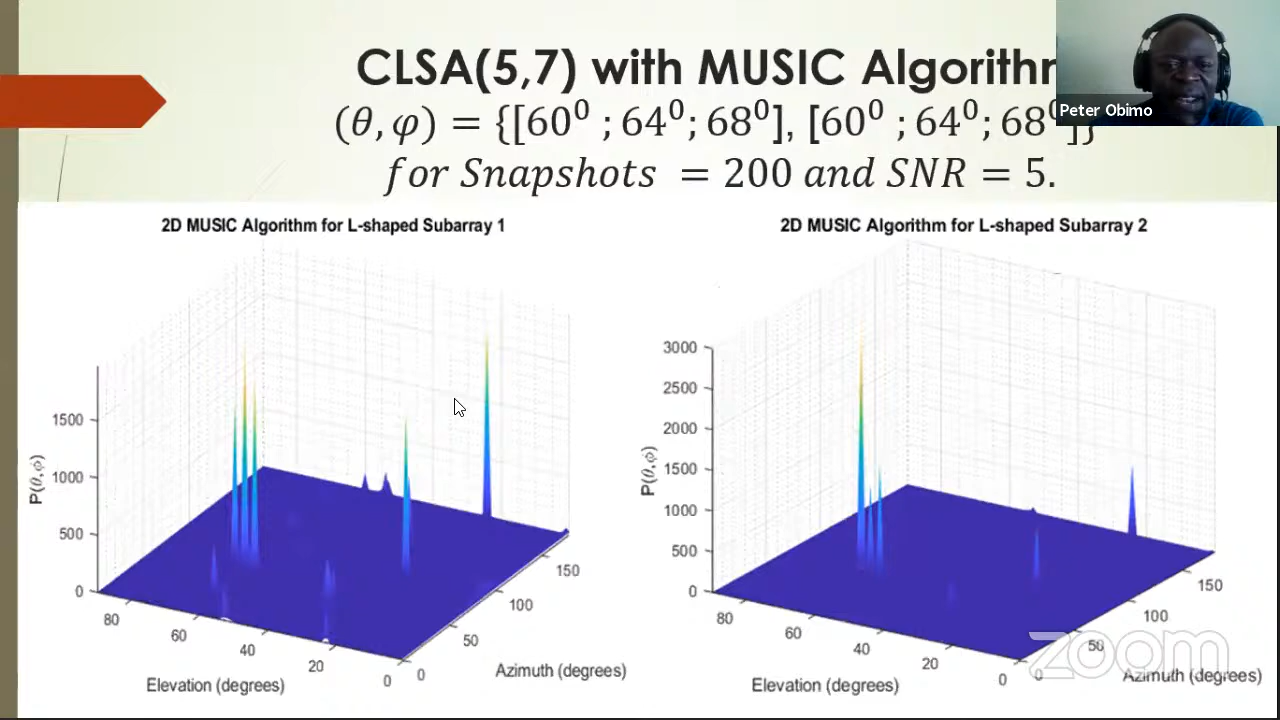 CLSA(5,7) with MUSIC Algorithm
(θ, φ) = {[60⁰ ; 64⁰; 68⁰], [60⁰ ; 64⁰; 68⁰]}
for Snapshots = 200 and SNR = 5.
Peter Obimo
2D MUSIC Algorithm for L-shaped Subarray 1
P(θ,ϕ)
1500
1000
500
0
80
60
40
20
0
Elevation (degrees)
0
50
100
150
Azimuth (degrees)
2D MUSIC Algorithm for L-shaped Subarray 2
P(θ,ϕ)
3000
2500
2000
1500
1000
500
0
80
60
40
20
0
Elevation (degrees)
0
50
100
150
Azimuth (degrees)
zoom